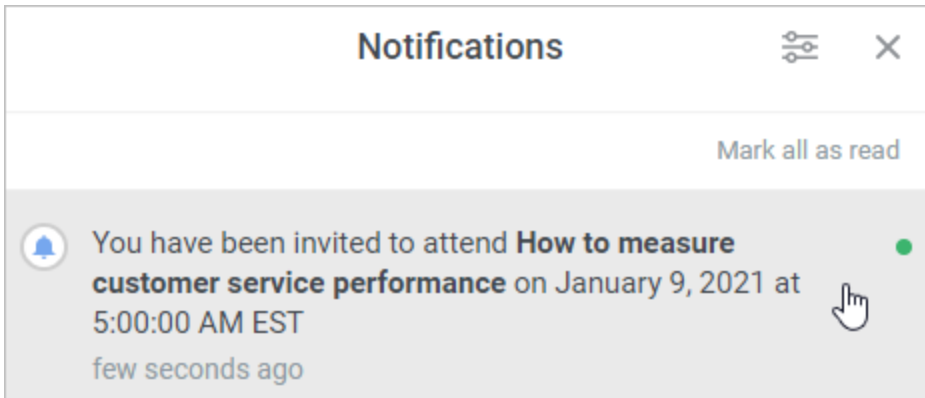 Notifications
Mark all as read
You have been invited to attend How to measure
customer service performance on January 9, 2021 at
5:00:00 AM EST
few seconds ago